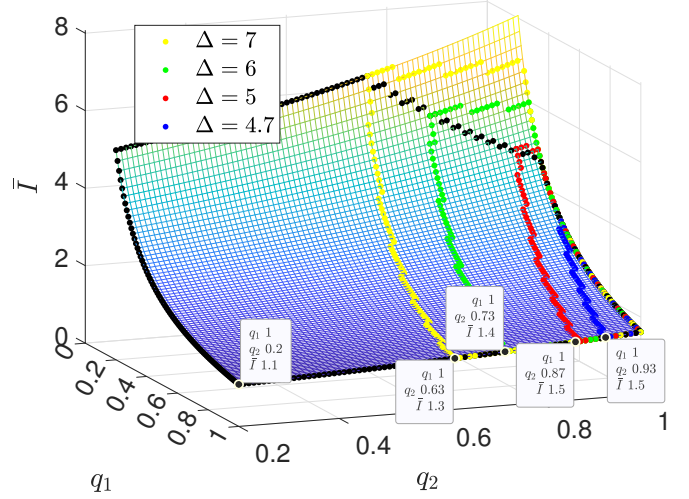 8
6
4
2
0
Ī
Δ = 7
Δ = 6
Δ = 5
Δ = 4.7
q₁ 1
q₂ 0.2
Ī 1.1
q₁ 1
q₂ 0.63
Ī 1.3
q₁ 1
q₂ 0.73
Ī 1.4
q₁ 1
q₂ 0.87
Ī 1.5
q₁ 1
q₂ 0.93
Ī 1.5
0
0.2
0.4
0.6
0.8
1
q₁
0.2
0.4
0.6
0.8
1
q₂